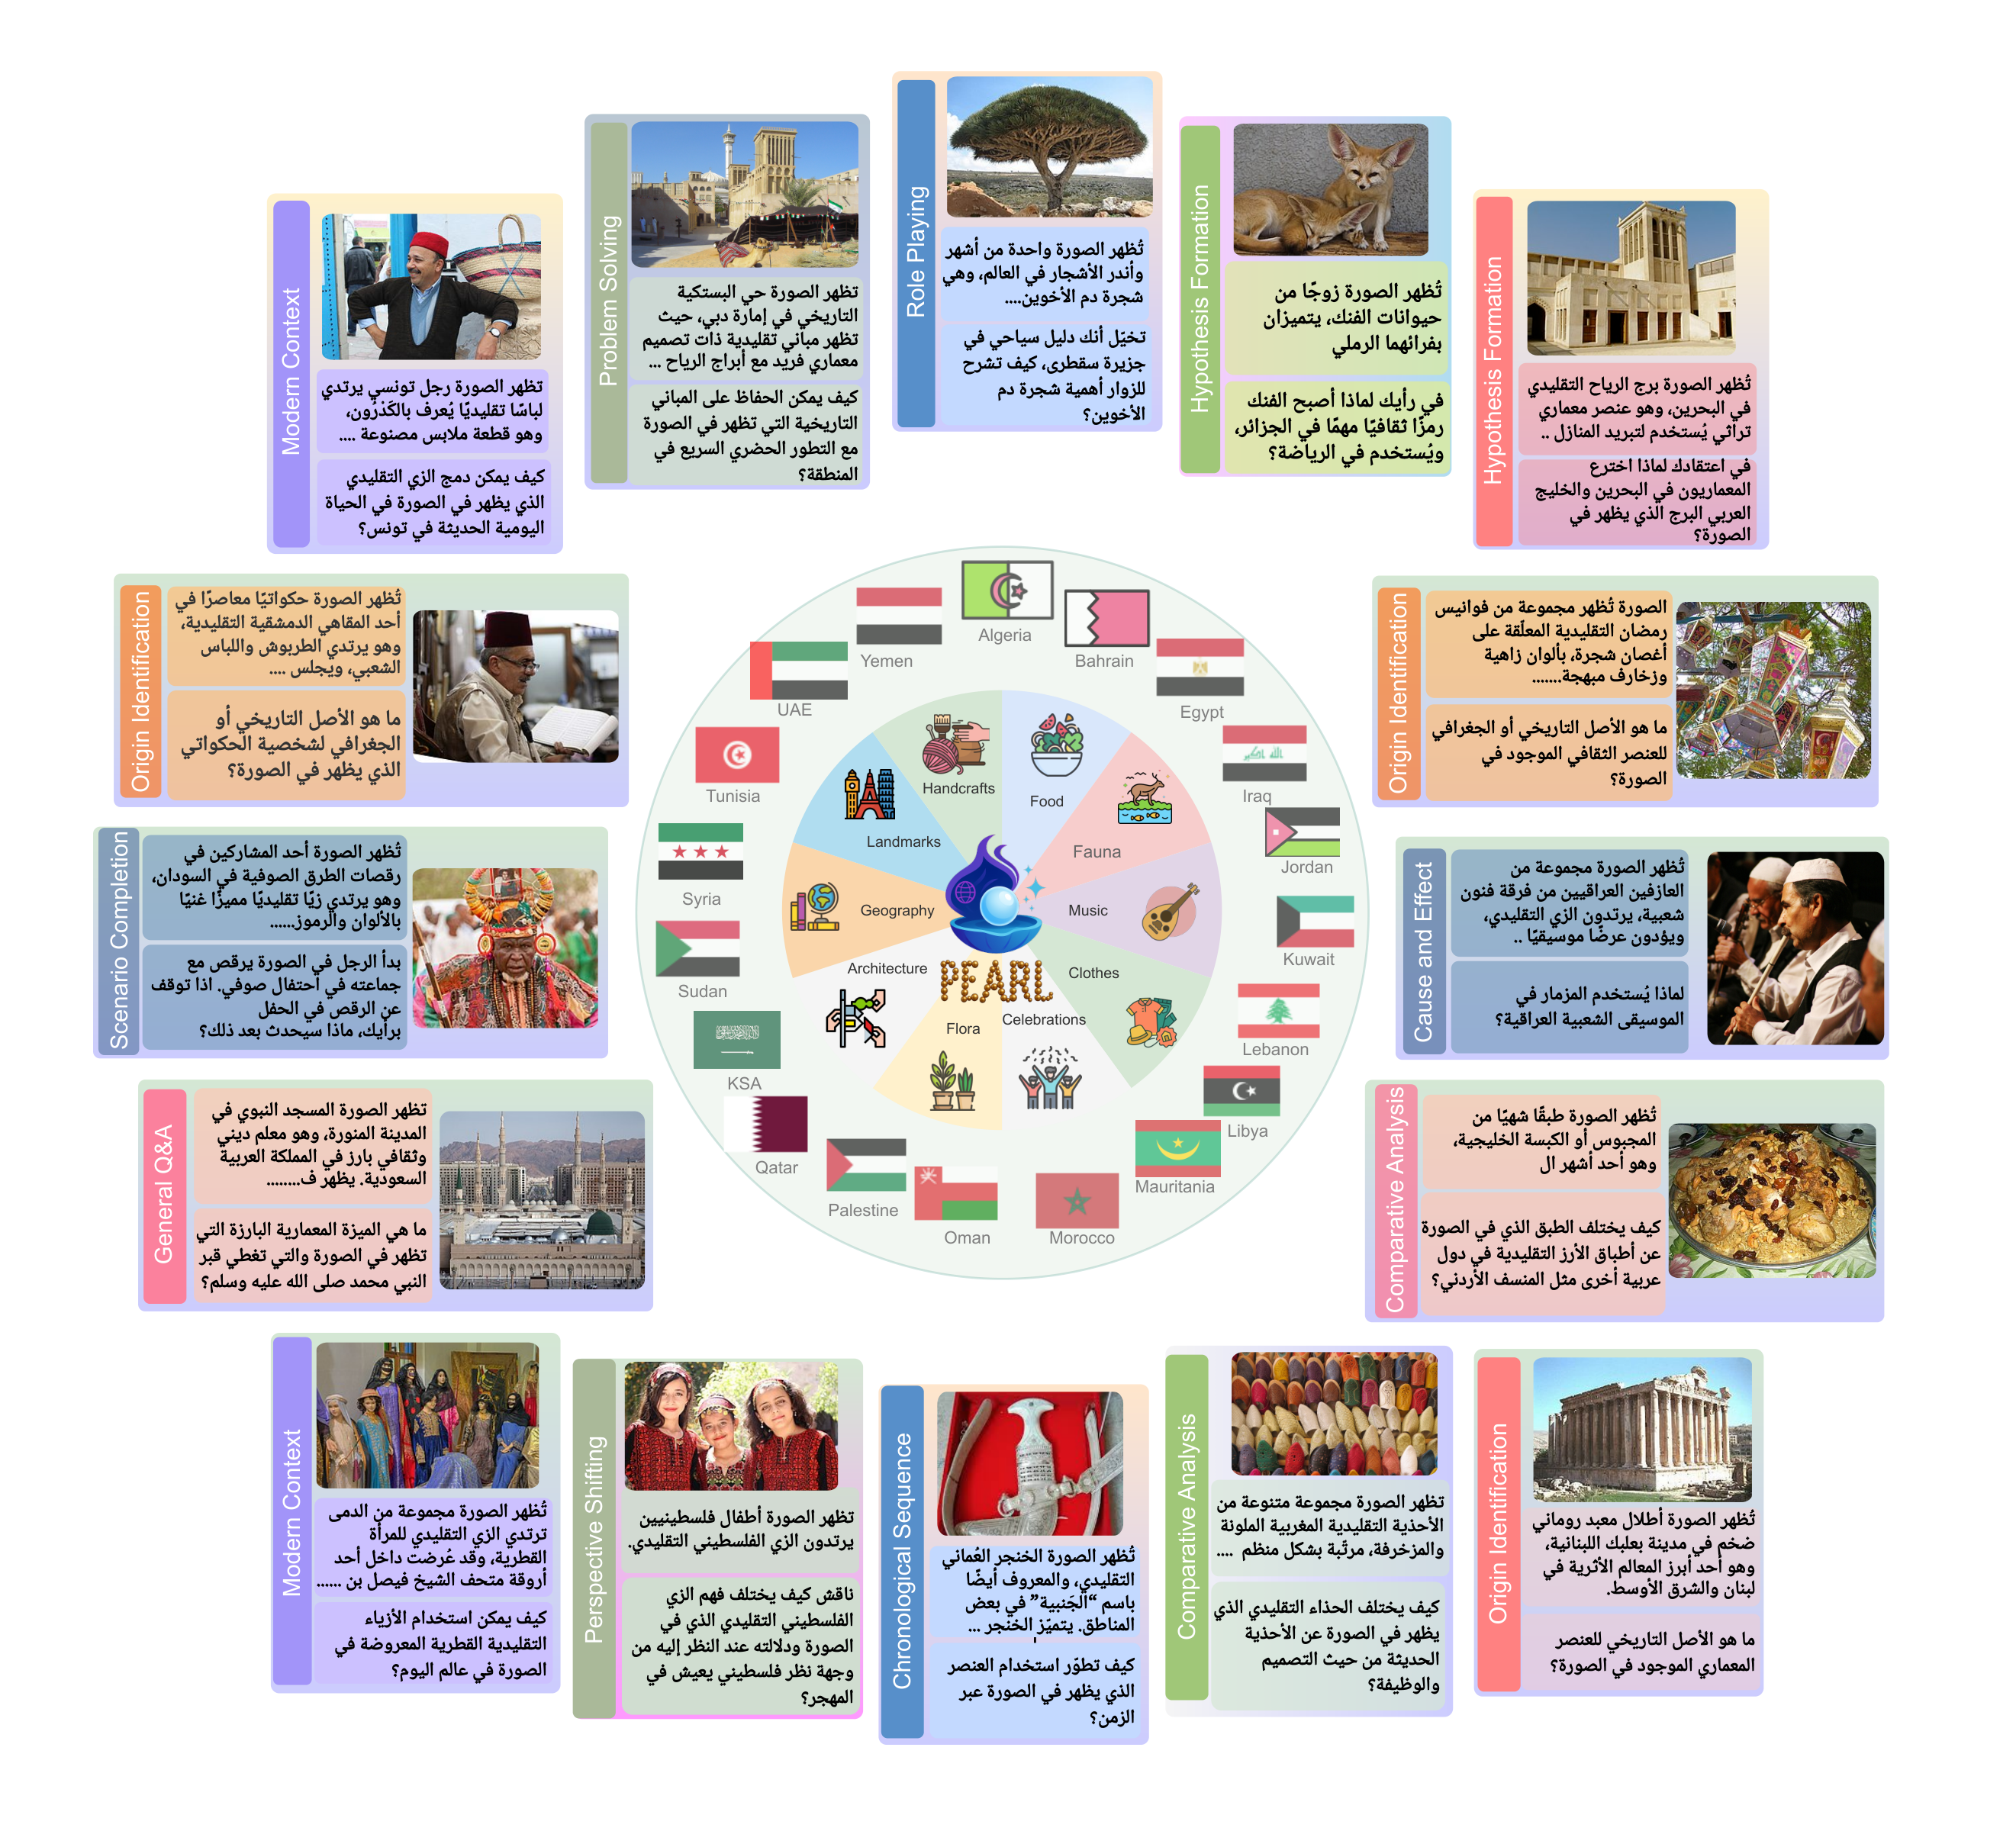 Role Playing
تُظهر الصورة واحدة من أشهر
وأندر الأشجار في العالم، وهي
شجرة دم الأخوين....
تخيّل أنك دليل سياحي في
جزيرة سقطرى، كيف تشرح
للزوار أهمية شجرة دم
الأخوين؟
Hypothesis Formation
تُظهر الصورة زوجًا من
حيوانات الفنك، يتميزان
بفرائهما الرملي
في رأيك لماذا أصبح الفنك
رمزًا ثقافيًا مهمًا في الجزائر،
ويُستخدم في الرياضة؟
Hypothesis Formation
تُظهر الصورة برج الرياح التقليدي
في البحرين، وهو عنصر معماري
تراثي يُستخدم لتبريد المنازل ..
في اعتقادك لماذا اخترع
المعماريون في البحرين والخليج
العربي البرج الذي يظهر في
الصورة؟
Origin Identification
الصورة تُظهر مجموعة من فوانيس
رمضان التقليدية المعلّقة على
أغصان شجرة، بألوان زاهية
وزخارف مبهجة.......
ما هو الأصل التاريخي أو الجغرافي
للعنصر الثقافي الموجود في
الصورة؟
Cause and Effect
تُظهر الصورة مجموعة من
العازفين العراقيين من فرقة فنون
شعبية، يرتدون الزي التقليدي،
ويؤدون عرضًا موسيقيًا ..
لماذا يُستخدم المزمار في
الموسيقى الشعبية العراقية؟
Comparative Analysis
تُظهر الصورة طبقًا شهيًا من
المجبوس أو الكبسة الخليجية،
وهو أحد أشهر ال
كيف يختلف الطبق الذي في الصورة
عن أطباق الأرز التقليدية في دول
عربية أخرى مثل المنسف الأردني؟
Origin Identification
تُظهر الصورة أطلال معبد روماني
ضخم في مدينة بعلبك اللبنانية،
وهو أحد أبرز المعالم الأثرية في
لبنان والشرق الأوسط.
ما هو الأصل التاريخي للعنصر
المعماري الموجود في الصورة؟
Comparative Analysis
تظهر الصورة مجموعة متنوعة من
الأحذية التقليدية المغربية الملونة
والمزخرفة، مرتّبة بشكل منظم ....
كيف يختلف الحذاء التقليدي الذي
يظهر في الصورة عن الأحذية
الحديثة من حيث التصميم
والوظيفة؟
Chronological Sequence
تُظهر الصورة الخنجر العُماني
التقليدي، والمعروف أيضًا
باسم “الجَنبية” في بعض
المناطق. يتميّز الخنجر ...
كيف تطوّر استخدام العنصر
الذي يظهر في الصورة عبر
الزمن؟
Perspective Shifting
تظهر الصورة أطفال فلسطينيين
يرتدون الزي الفلسطيني التقليدي.
ناقش كيف يختلف فهم الزي
الفلسطيني التقليدي الذي في
الصورة ودلالته عند النظر إليه من
وجهة نظر فلسطيني يعيش في
المهجر؟
Modern Context
تُظهر الصورة مجموعة من الدمى
ترتدي الزي التقليدي للمرأة
القطرية، وقد عُرضت داخل أحد
أروقة متحف الشيخ فيصل بن ......
كيف يمكن استخدام الأزياء
التقليدية القطرية المعروضة في
الصورة في عالم اليوم؟
General Q&A
تظهر الصورة المسجد النبوي في
المدينة المنورة، وهو معلم ديني
وثقافي بارز في المملكة العربية
السعودية. يظهر ف........
ما هي الميزة المعمارية البارزة التي
تظهر في الصورة والتي تغطي قبر
النبي محمد صلى الله عليه وسلم؟
Scenario Completion
تُظهر الصورة أحد المشاركين في
رقصات الطرق الصوفية في السودان،
وهو يرتدي زيًا تقليديًا مميزًا غنيًا
بالألوان والرموز......
بدأ الرجل في الصورة يرقص مع
جماعته في احتفال صوفي. اذا توقف
عن الرقص في الحفل
برأيك، ماذا سيحدث بعد ذلك؟
Origin Identification
تُظهر الصورة حكواتيًا معاصرًا في
أحد المقاهي الدمشقية التقليدية،
وهو يرتدي الطربوش واللباس
الشعبي، ويجلس ....
ما هو الأصل التاريخي أو
الجغرافي لشخصية الحكواتي
الذي يظهر في الصورة؟
Modern Context
تظهر الصورة رجل تونسي يرتدي
لباسًا تقليديًا يُعرف بالكَدْرُون،
وهو قطعة ملابس مصنوعة ....
كيف يمكن دمج الزي التقليدي
الذي يظهر في الصورة في الحياة
اليومية الحديثة في تونس؟
Problem Solving
تظهر الصورة حي البستكية
التاريخي في إمارة دبي، حيث
تظهر مباني تقليدية ذات تصميم
معماري فريد مع أبراج الرياح ...
كيف يمكن الحفاظ على المباني
التاريخية التي تظهر في الصورة
مع التطور الحضري السريع في
المنطقة؟
Algeria
Bahrain
Egypt
Iraq
Jordan
Kuwait
Lebanon
Libya
Mauritania
Morocco
Oman
Palestine
Qatar
KSA
Sudan
Syria
Tunisia
UAE
Yemen
Handcrafts
Food
Fauna
Music
Clothes
Celebrations
Flora
Architecture
Geography
Landmarks
PEARL